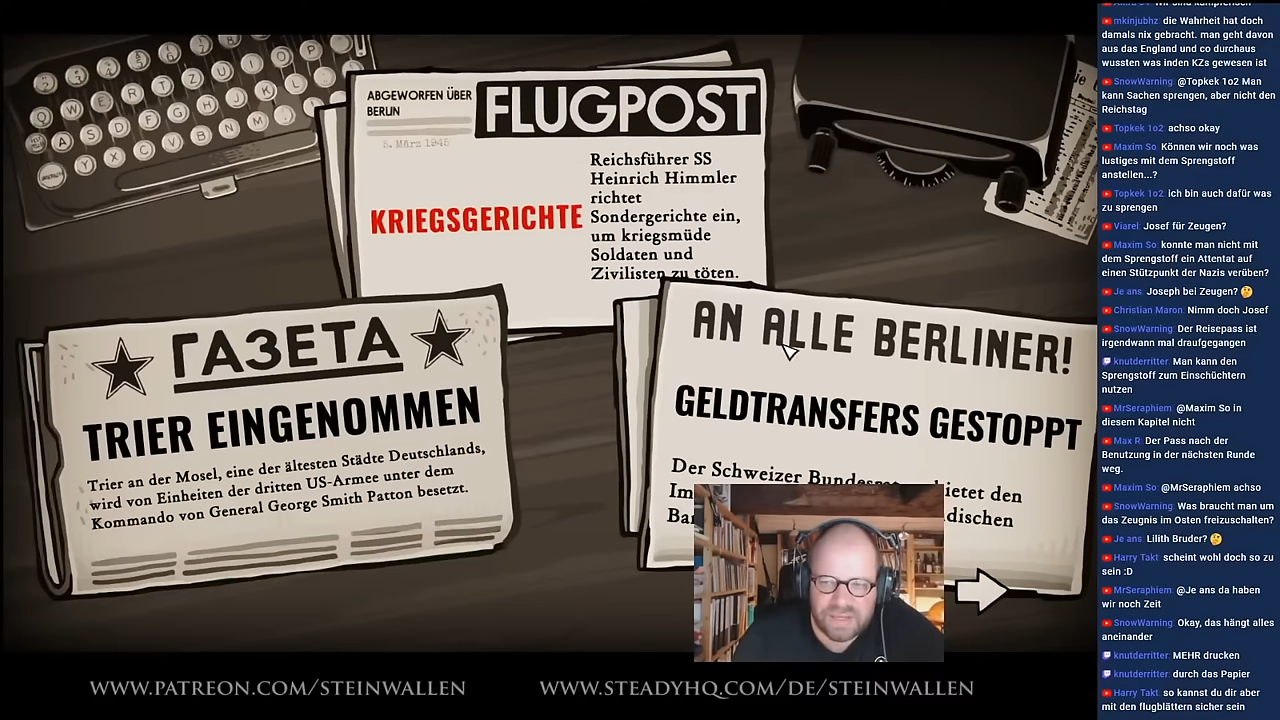 ABGEWORFEN ÜBER
BERLIN
FLUGPOST
5. März 1945
KRIEGSGERICHTE
Reichsführer SS
Heinrich Himmler
richtet
Sondergerichte ein,
um kriegsmüde
Soldaten und
Zivilisten zu töten.
ГАЗЕТА
TRIER EINGENOMMEN
Trier an der Mosel, eine der ältesten Städte Deutschlands,
wird von Einheiten der dritten US-Armee unter dem
Kommando von General George Smith Patton besetzt.
AN ALLE BERLINER!
GELDTRANSFERS GESTOPPT
Der Schweizer
den
WWW.PATREON.COM/STEINWALLEN
WWW.STEADYHQ.COM/DE/STEINWALLEN
mkinjubhz: die Wahrheit hat doch
damals nix gebracht. man geht davon
aus das England und co durchaus
wussten was inden KZs gewesen ist
SnowWarning: @Topkek 1o2 Man
kann Sachen sprengen, aber nicht den
Reichstag
Topkek 1o2: achso okay
Maxim So: Können wir noch was
lustiges mit dem Sprengstoff
anstellen...?
Topkek 1o2: Ich bin auch dafür was
zu sprengen
Viarel: Josef für Zeugen?
Maxim So: konnte man nicht mit
dem Sprengstoff ein Attentat auf
einen Stützpunkt der Nazis verüben?
Je ans: Joseph bei Zeugen? 🤔
Christian Maron: Nimm doch Josef
SnowWarning: Der Reisepass ist
irgendwann mal draufgegangen
knutderritter: Man kann den
Sprengstoff zum Einschüchtern
nutzen
MrSeraphiem: @Maxim So in
diesem Kapitel nicht
Max R: Der Pass nach der
Benutzung in der nächsten Runde
weg.
Maxim So: @MrSeraphiem achso
SnowWarning: Was braucht man um
das Zeugnis im Osten freizuschalten?
Je ans: Lilith Bruder? 🤔
Harry Takt: scheint wohl doch so zu
sein :D
MrSeraphiem: @Je ans da haben
wir noch Zeit
SnowWarning: Okay, das hängt alles
aneinander
knutderritter: MEHR drucken
knutderritter: durch das Papier
Harry Takt: so kannst du dir aber
mit den flugblättern sicher sein